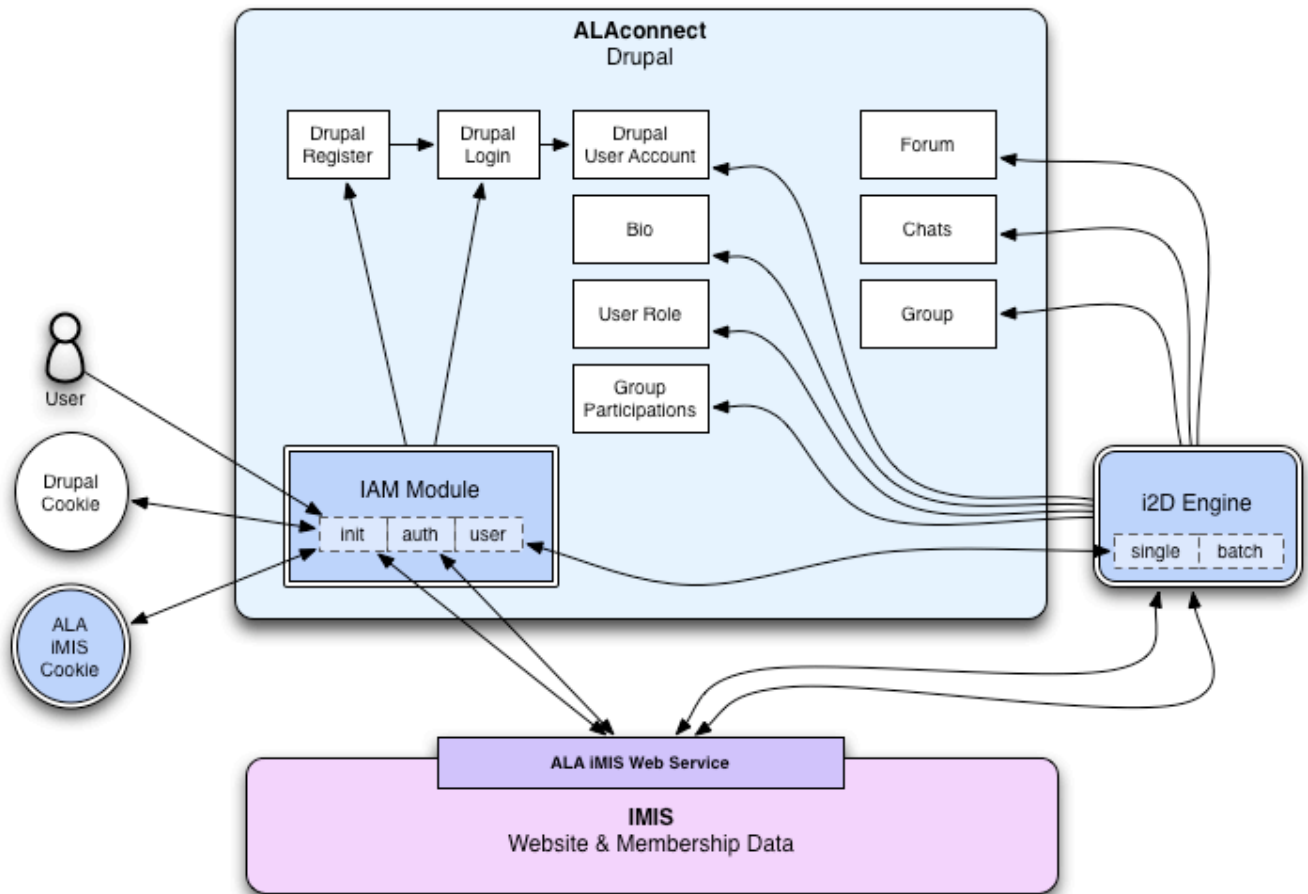 ALAconnect
Drupal
Drupal
Register
Drupal
Login
Drupal
User Account
Forum
Bio
Chats
User Role
Group
Group
Participations
User
Drupal
Cookie
ALA
iMIS
Cookie
IAM Module
init auth user
i2D Engine
single batch
ALA iMIS Web Service
IMIS
Website & Membership Data